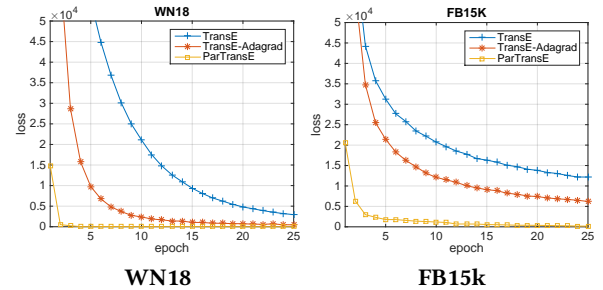 WN18
×10⁴
5
4.5
4
3.5
3
2.5
2
1.5
1
0.5
0
loss
5 10 15 20 25
epoch
TransE
TransE-Adagrad
ParTransE
WN18
FB15K
×10⁴
5
4.5
4
3.5
3
2.5
2
1.5
1
0.5
0
loss
5 10 15 20 25
epoch
TransE
TransE-Adagrad
ParTransE
FB15k